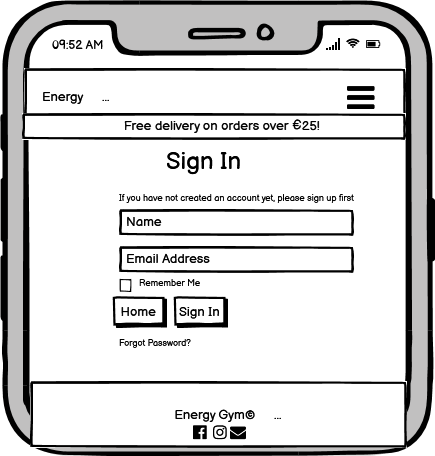 09:52 AM
Energy ...
Free delivery on orders over €25!
Sign In
If you have not created an account yet, please sign up first
Name
Email Address
Remember Me
Home Sign In
Forgot Password?
Energy Gym© ...